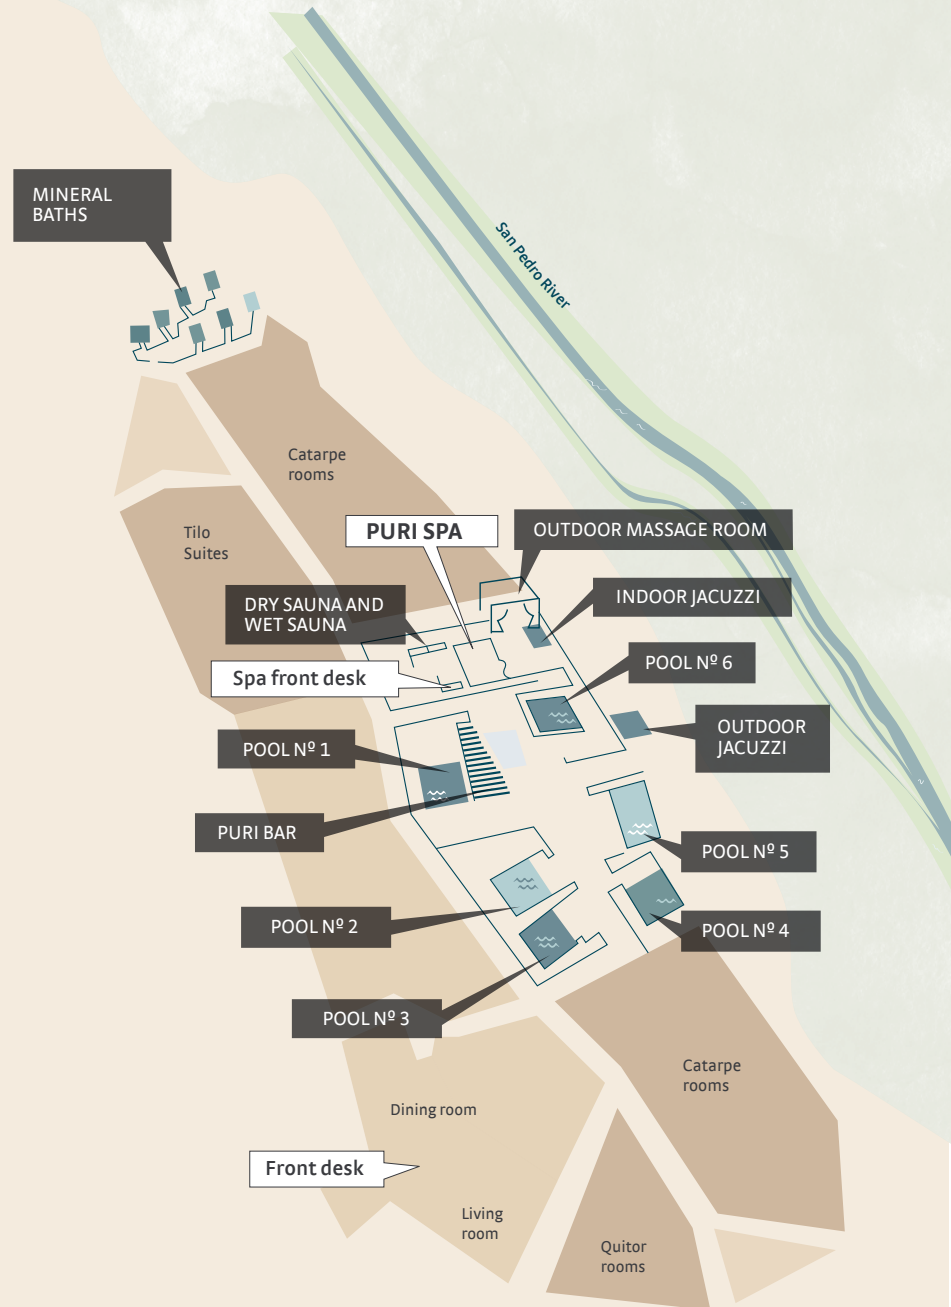 MINERAL
BATHS
San Pedro River
Catarpe
rooms
Tilo
Suites
PURI SPA
OUTDOOR MASSAGE ROOM
DRY SAUNA AND
WET SAUNA
INDOOR JACUZZI
Spa front desk
POOL Nº 6
POOL Nº 1
OUTDOOR
JACUZZI
PURI BAR
POOL Nº 5
POOL Nº 2
POOL Nº 4
POOL Nº 3
Catarpe
rooms
Dining room
Front desk
Living
room
Quitor
rooms